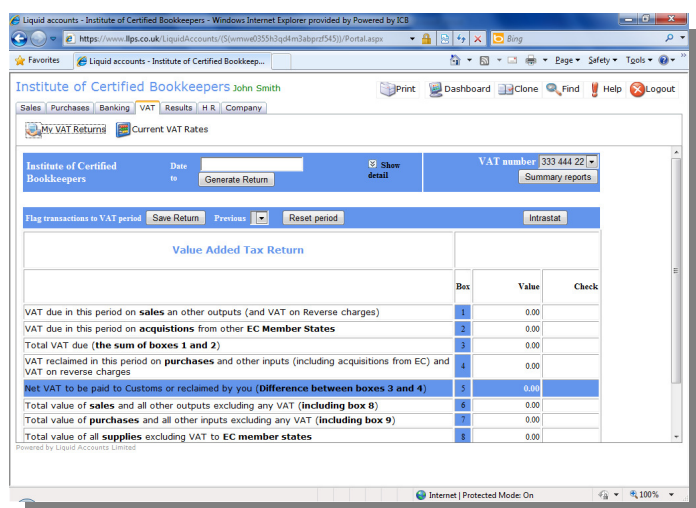 Liquid accounts - Institute of Certified Bookkeepers - Windows Internet Explorer provided by Powered by ICB
https://www.llps.co.uk/LiquidAccounts/(S(wmwe0355h3qd4m3abprzf545))/Portal.aspx
Bing
Favorites Liquid accounts - Institute of Certified Bookkeep... Page Safety Tools
Institute of Certified Bookkeepers John Smith Print Dashboard Clone Find Help Logout
Sales Purchases Banking VAT Results H R Company
My VAT Returns Current VAT Rates
Institute of Certified Date Show VAT number 333 444 22
Bookkeepers to Generate Return detail Summary reports
Flag transactions to VAT period Save Return Previous Reset period Intrastat
Value Added Tax Return
Box Value Check
VAT due in this period on sales an other outputs (and VAT on Reverse charges) 1 0.00
VAT due in this period on acquistions from other EC Member States 2 0.00
Total VAT due (the sum of boxes 1 and 2) 3 0.00
VAT reclaimed in this period on purchases and other inputs (including acquisitions from EC) and
VAT on reverse charges 4 0.00
Net VAT to be paid to Customs or reclaimed by you (Difference between boxes 3 and 4) 5 0.00
Total value of sales and all other outputs excluding any VAT (including box 8) 6 0.00
Total value of purchases and all other inputs excluding any VAT (including box 9) 7 0.00
Total value of all supplies excluding VAT to EC member states 8 0.00
Powered by Liquid Accounts Limited
Internet | Protected Mode: On 100%